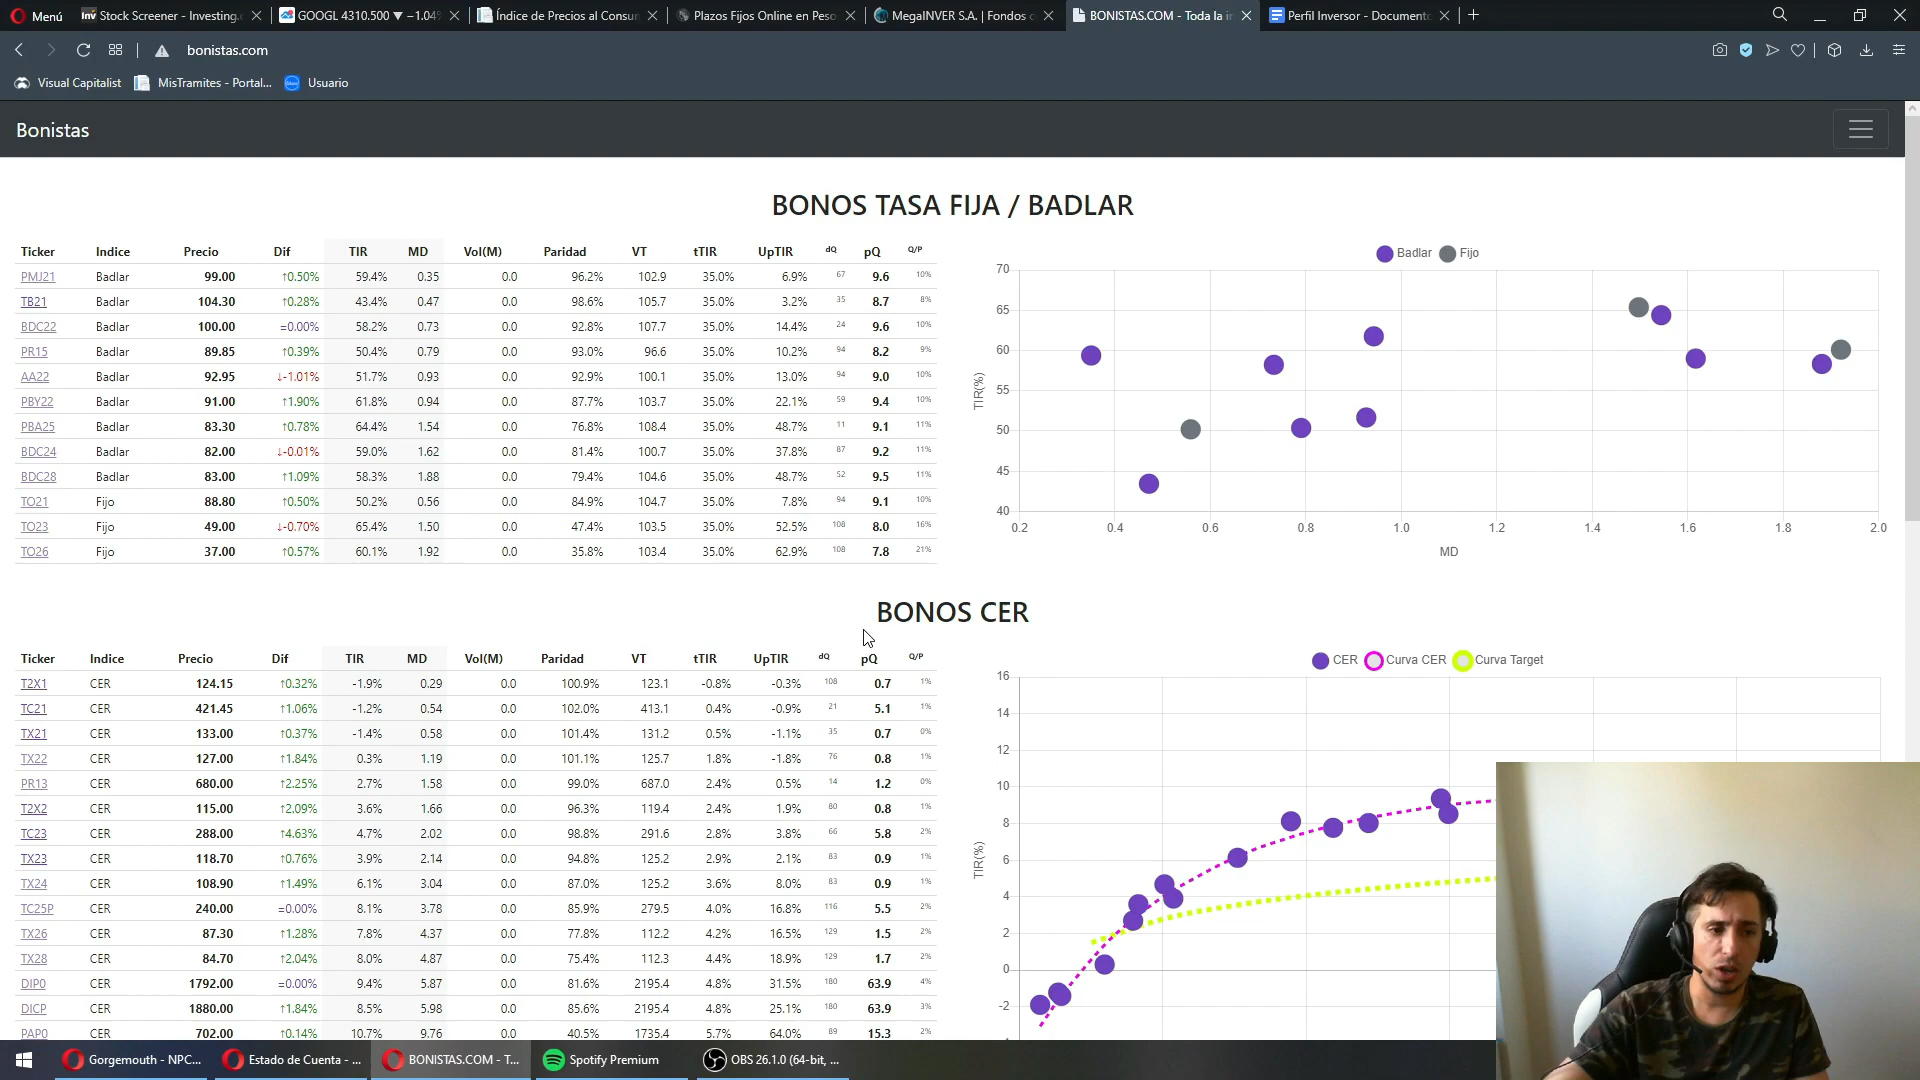 Menú
Stock Screener - Investing.
GOOGL 4310.500 ▼ −1.04%
Índice de Precios al Consum
Plazos Fijos Online en Peso
MegaINVER S.A. | Fondos c
BONISTAS.COM - Toda la in
Perfil Inversor - Documento
bonistas.com
Visual Capitalist
MisTramites - Portal...
Usuario
Bonistas
BONOS TASA FIJA / BADLAR
Ticker Indice Precio Dif TIR MD Vol(M) Paridad VT tTIR UpTIR dQ pQ Q/P
PMJ21 Badlar 99.00 ↑0.50% 59.4% 0.35 0.0 96.2% 102.9 35.0% 6.9% 67 9.6 10%
TB21 Badlar 104.30 ↑0.28% 43.4% 0.47 0.0 98.6% 105.7 35.0% 3.2% 35 8.7 8%
BDC22 Badlar 100.00 =0.00% 58.2% 0.73 0.0 92.8% 107.7 35.0% 14.4% 24 9.6 10%
PR15 Badlar 89.85 ↑0.39% 50.4% 0.79 0.0 93.0% 96.6 35.0% 10.2% 94 8.2 9%
AA22 Badlar 92.95 ↓-1.01% 51.7% 0.93 0.0 92.9% 100.1 35.0% 13.0% 94 9.0 10%
PBY22 Badlar 91.00 ↑1.90% 61.8% 0.94 0.0 87.7% 103.7 35.0% 22.1% 59 9.4 10%
PBA25 Badlar 83.30 ↑0.78% 64.4% 1.54 0.0 76.8% 108.4 35.0% 48.7% 11 9.1 11%
BDC24 Badlar 82.00 ↓-0.01% 59.0% 1.62 0.0 81.4% 100.7 35.0% 37.8% 87 9.2 11%
BDC28 Badlar 83.00 ↑1.09% 58.3% 1.88 0.0 79.4% 104.6 35.0% 48.7% 52 9.5 11%
TO21 Fijo 88.80 ↑0.50% 50.2% 0.56 0.0 84.9% 104.7 35.0% 7.8% 94 9.1 10%
TO23 Fijo 49.00 ↓-0.70% 65.4% 1.50 0.0 47.4% 103.5 35.0% 52.5% 108 8.0 16%
TO26 Fijo 37.00 ↑0.57% 60.1% 1.92 0.0 35.8% 103.4 35.0% 62.9% 108 7.8 21%
Badlar Fijo
70
65
60
55
50
45
40
TIR(%)
0.2 0.4 0.6 0.8 1.0 1.2 1.4 1.6 1.8 2.0
MD
BONOS CER
Ticker Indice Precio Dif TIR MD Vol(M) Paridad VT tTIR UpTIR dQ pQ Q/P
T2X1 CER 124.15 ↑0.32% -1.9% 0.29 0.0 100.9% 123.1 -0.8% -0.3% 108 0.7 1%
TC21 CER 421.45 ↑1.06% -1.2% 0.54 0.0 102.0% 413.1 0.4% -0.9% 21 5.1 1%
TX21 CER 133.00 ↑0.37% -1.4% 0.58 0.0 101.4% 131.2 0.5% -1.1% 35 0.7 0%
TX22 CER 127.00 ↑1.84% 0.3% 1.19 0.0 101.1% 125.7 1.8% -1.8% 76 0.8 1%
PR13 CER 680.00 ↑2.25% 2.7% 1.58 0.0 99.0% 687.0 2.4% 0.5% 14 1.2 0%
T2X2 CER 115.00 ↑2.09% 3.6% 1.66 0.0 96.3% 119.4 2.4% 1.9% 80 0.8 1%
TC23 CER 288.00 ↑4.63% 4.7% 2.02 0.0 98.8% 291.6 2.8% 3.8% 66 5.8 2%
TX23 CER 118.70 ↑0.76% 3.9% 2.14 0.0 94.8% 125.2 2.9% 2.1% 83 0.9 1%
TX24 CER 108.90 ↑1.49% 6.1% 3.04 0.0 87.0% 125.2 3.6% 8.0% 83 0.9 1%
TC25P CER 240.00 =0.00% 8.1% 3.78 0.0 85.9% 279.5 4.0% 16.8% 116 5.5 2%
TX26 CER 87.30 ↑1.28% 7.8% 4.37 0.0 77.8% 112.2 4.2% 16.5% 129 1.5 2%
TX28 CER 84.70 ↑2.04% 8.0% 4.87 0.0 75.4% 112.3 4.4% 18.9% 129 1.7 2%
DIP0 CER 1792.00 =0.00% 9.4% 5.87 0.0 81.6% 2195.4 4.8% 31.5% 180 63.9 4%
DICP CER 1880.00 ↑1.84% 8.5% 5.98 0.0 85.6% 2195.4 4.8% 25.1% 180 63.9 3%
PAP0 CER 702.00 ↑0.14% 10.7% 9.76 0.0 40.5% 1735.4 5.7% 64.0% 89 15.3 2%
CER Curva CER Curva Target
16
14
12
10
8
6
4
2
0
-2
TIR(%)
Gorgemouth - NPC...
Estado de Cuenta - ...
BONISTAS.COM - T...
Spotify Premium
OBS 26.1.0 (64-bit, ...